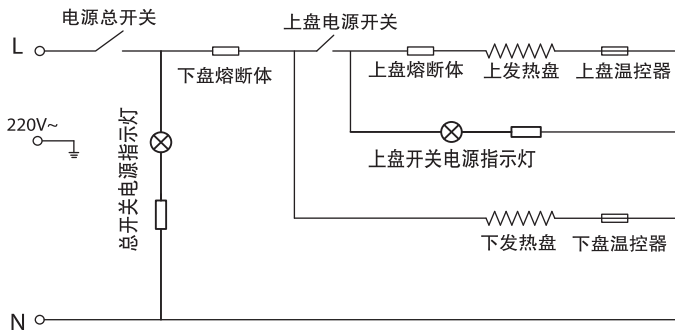 电源总开关
上盘电源开关
L
下盘熔断体
上盘熔断体
上发热盘
上盘温控器
220V~
总开关电源指示灯
上盘开关电源指示灯
下发热盘
下盘温控器
N